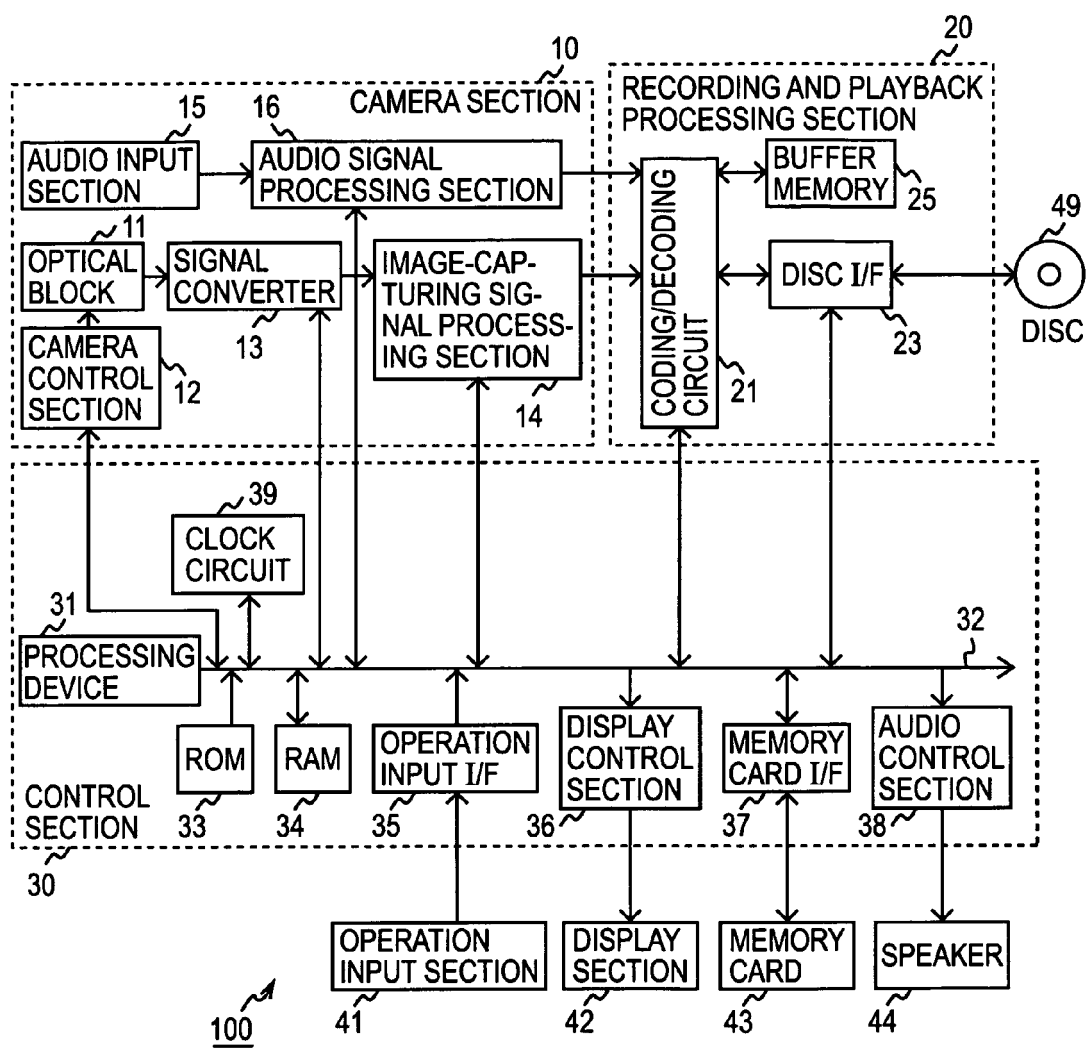 20
10
CAMERA SECTION
RECORDING AND PLAYBACK
PROCESSING SECTION
15
AUDIO INPUT
SECTION
16
AUDIO SIGNAL
PROCESSING SECTION
BUFFER
MEMORY
25
11
OPTICAL
BLOCK
SIGNAL
CONVERTER
13
IMAGE-CAP-
TURING SIG-
NAL PROCESS-
ING SECTION
14
CODING/DECODING
CIRCUIT
21
DISC I/F
23
49
DISC
CAMERA
CONTROL
SECTION
12
39
CLOCK
CIRCUIT
31
PROCESSING
DEVICE
32
ROM
33
RAM
34
OPERATION
INPUT I/F
35
DISPLAY
CONTROL
SECTION
36
MEMORY
CARD I/F
37
AUDIO
CONTROL
SECTION
38
CONTROL
SECTION
30
OPERATION
INPUT SECTION
41
DISPLAY
SECTION
42
MEMORY
CARD
43
SPEAKER
44
100